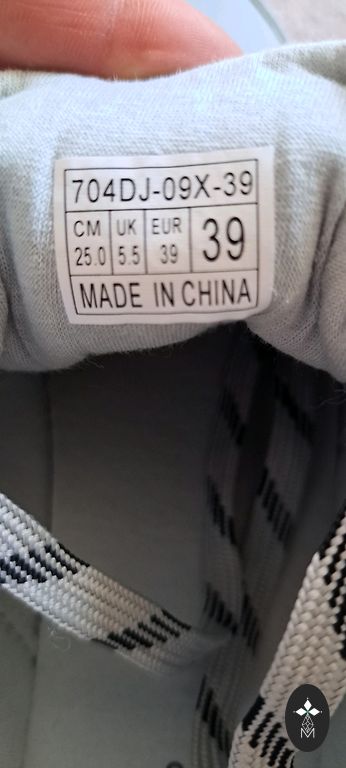 704DJ-09X-39
CM UK EUR 39
25.0 5.5 39
MADE IN CHINA